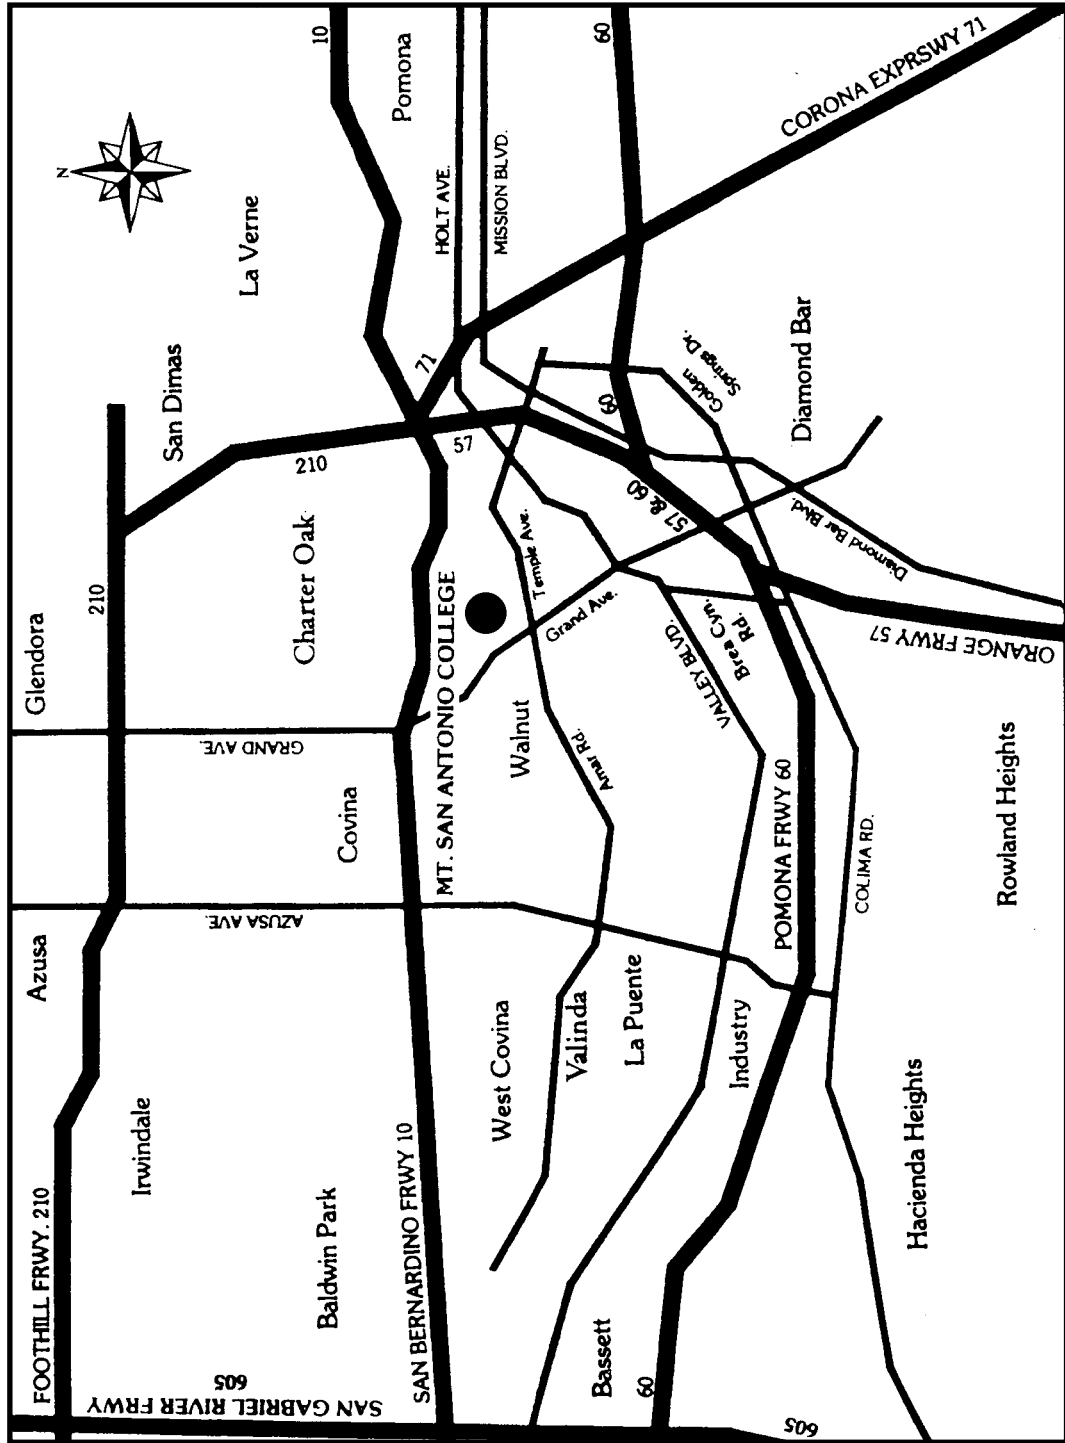 FOOTHILL FRWY. 210
Irwindale
Azusa
Glendora
210
San Dimas
La Verne
N
SAN GABRIEL RIVER FRWY
605
Baldwin Park
AZUSA AVE.
Covina
GRAND AVE.
Charter Oak
210
10
Pomona
SAN BERNARDINO FRWY 10
MT. SAN ANTONIO COLLEGE
57
71
HOLT AVE.
MISSION BLVD.
West Covina
Walnut
Temple Ave.
Valinda
Amar Rd.
Grand Ave.
60
Bassett
La Puente
60
60
57 & 60
Industry
VALLEY BLVD.
Brea Cyn.
Rd.
Golden
Springs Dr.
CORONA EXPRSWY 71
POMONA FRWY 60
Diamond Bar
Diamond Bar Blvd.
605
COLIMA RD.
ORANGE FRWY 57
Hacienda Heights
Rowland Heights